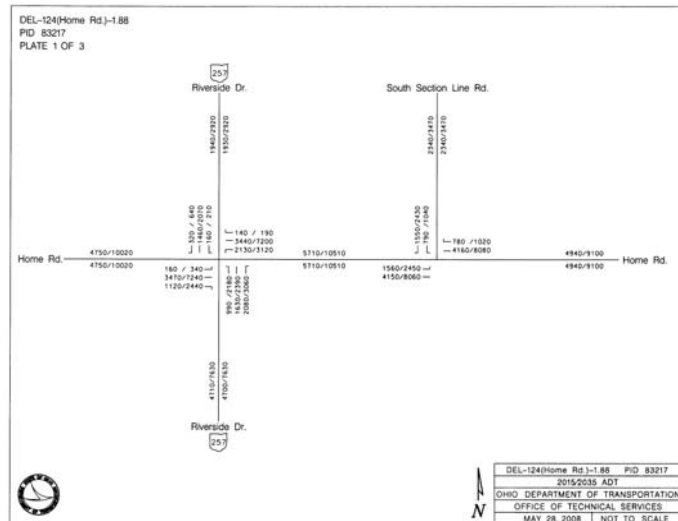 DEL-124(Home Rd.)-1.88
PID 83217
PLATE 1 OF 3
257
Riverside Dr.
South Section Line Rd.
1940/2920
1930/2920
2340/3470
2340/3470
320 / 640
1460/2070
160 / 210
140 / 190
3440/7200
2130/3120
1550/2430
790 /1040
780 /1020
4160/8080
Home Rd.
4750/10020
4750/10020
5710/10510
5710/10510
4940/9100
4940/9100
Home Rd.
160 / 340
3470/7240
1120/2440
990 /2180
1630/2390
2080/3060
1560/2450
4150/8060
4710/7630
4700/7630
Riverside Dr.
257
N
DEL-124(Home Rd.)-1.88 PID 83217
2015/2035 ADT
OHIO DEPARTMENT OF TRANSPORTATION
OFFICE OF TECHNICAL SERVICES
MAY 28, 2008 NOT TO SCALE